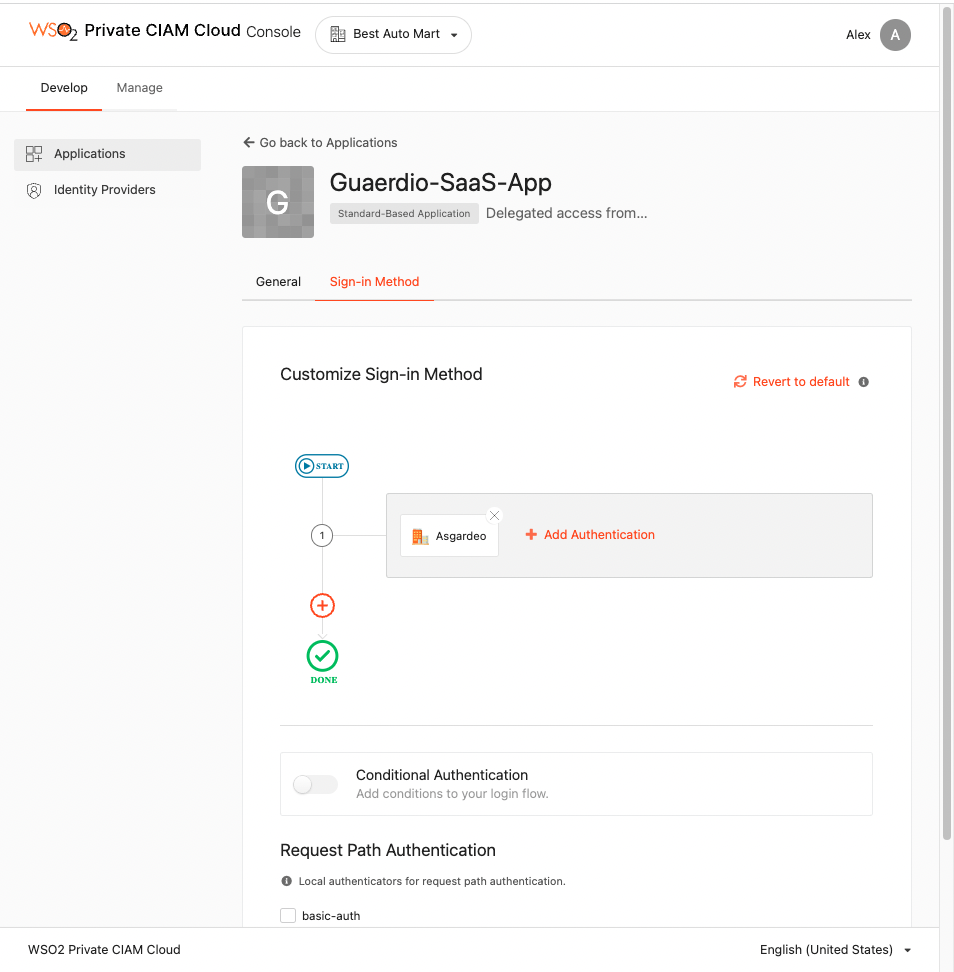 WSO2 Private CIAM Cloud Console
Best Auto Mart
Alex
A
Develop
Manage
Applications
Identity Providers
Go back to Applications
G
Guaerdio-SaaS-App
Standard-Based Application
Delegated access from...
General
Sign-in Method
Customize Sign-in Method
Revert to default
START
1
Asgardeo
Add Authentication
DONE
Conditional Authentication
Add conditions to your login flow.
Request Path Authentication
Local authenticators for request path authentication.
basic-auth
WSO2 Private CIAM Cloud
English (United States)